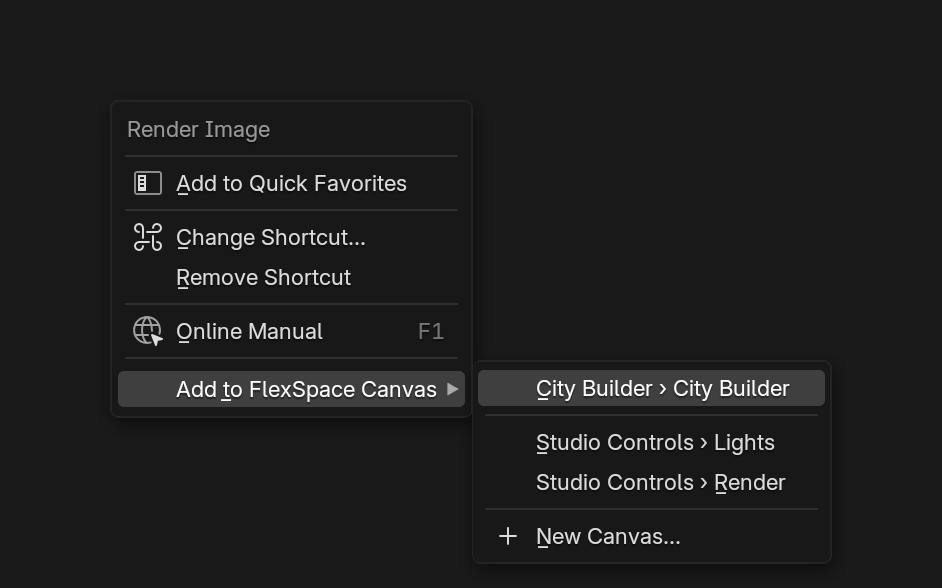 Render Image
Add to Quick Favorites
Change Shortcut...
Remove Shortcut
Online Manual F1
Add to FlexSpace Canvas
City Builder › City Builder
Studio Controls › Lights
Studio Controls › Render
New Canvas...